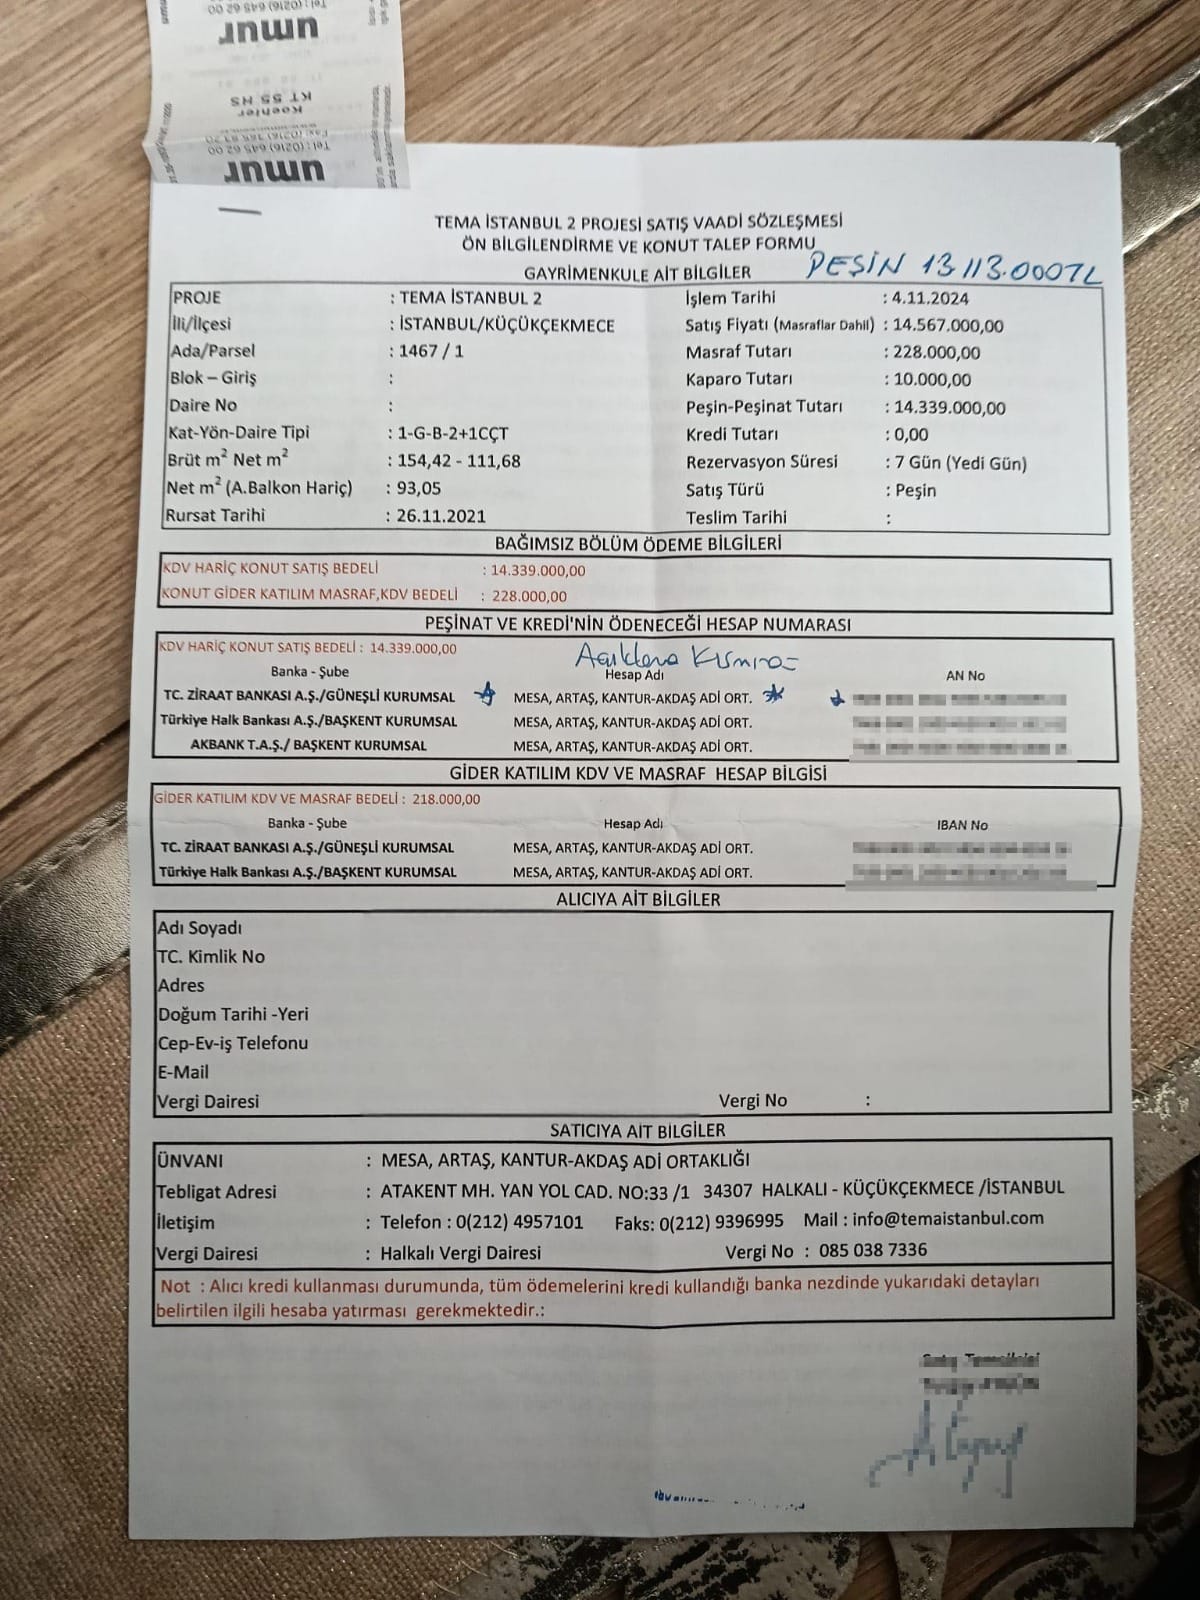 Tel: (0216) 645 62 00
umur
KT 55 HS
Koehler
Tel: (0216) 645 62 00
umur
TEMA İSTANBUL 2 PROJESİ SATIŞ VAADİ SÖZLEŞMESİ
ÖN BİLGİLENDİRME VE KONUT TALEP FORMU
PEŞİN 13 113.000TL
GAYRİMENKULE AİT BİLGİLER
PROJE : TEMA İSTANBUL 2 İşlem Tarihi : 4.11.2024
İli/İlçesi : İSTANBUL/KÜÇÜKÇEKMECE Satış Fiyatı (Masraflar Dahil) : 14.567.000,00
Ada/Parsel : 1467 / 1 Masraf Tutarı : 228.000,00
Blok – Giriş : Kaparo Tutarı : 10.000,00
Daire No : Peşin-Peşinat Tutarı : 14.339.000,00
Kat-Yön-Daire Tipi : 1-G-B-2+1CÇT Kredi Tutarı : 0,00
Brüt m² Net m² : 154,42 - 111,68 Rezervasyon Süresi : 7 Gün (Yedi Gün)
Net m² (A.Balkon Hariç) : 93,05 Satış Türü : Peşin
Rursat Tarihi : 26.11.2021 Teslim Tarihi :
BAĞIMSIZ BÖLÜM ÖDEME BİLGİLERİ
KDV HARİÇ KONUT SATIŞ BEDELİ : 14.339.000,00
KONUT GİDER KATILIM MASRAF,KDV BEDELİ : 228.000,00
PEŞİNAT VE KREDİ'NİN ÖDENECEĞİ HESAP NUMARASI
KDV HARİÇ KONUT SATIŞ BEDELİ : 14.339.000,00
Banka - Şube Hesap Adı AN No
TC. ZİRAAT BANKASI A.Ş./GÜNEŞLİ KURUMSAL MESA, ARTAŞ, KANTUR-AKDAŞ ADİ ORT.
Türkiye Halk Bankası A.Ş./BAŞKENT KURUMSAL MESA, ARTAŞ, KANTUR-AKDAŞ ADİ ORT.
AKBANK T.A.Ş./ BAŞKENT KURUMSAL MESA, ARTAŞ, KANTUR-AKDAŞ ADİ ORT.
GİDER KATILIM KDV VE MASRAF HESAP BİLGİSİ
GİDER KATILIM KDV VE MASRAF BEDELİ : 218.000,00
Banka - Şube Hesap Adı IBAN No
TC. ZİRAAT BANKASI A.Ş./GÜNEŞLİ KURUMSAL MESA, ARTAŞ, KANTUR-AKDAŞ ADİ ORT.
Türkiye Halk Bankası A.Ş./BAŞKENT KURUMSAL MESA, ARTAŞ, KANTUR-AKDAŞ ADİ ORT.
ALICIYA AİT BİLGİLER
Adı Soyadı
TC. Kimlik No
Adres
Doğum Tarihi -Yeri
Cep-Ev-iş Telefonu
E-Mail
Vergi Dairesi Vergi No :
SATICIYA AİT BİLGİLER
ÜNVANI : MESA, ARTAŞ, KANTUR-AKDAŞ ADİ ORTAKLIĞI
Tebligat Adresi : ATAKENT MH. YAN YOL CAD. NO:33 /1 34307 HALKALI - KÜÇÜKÇEKMECE /İSTANBUL
İletişim : Telefon : 0(212) 4957101 Faks: 0(212) 9396995 Mail : info@temaistanbul.com
Vergi Dairesi : Halkalı Vergi Dairesi Vergi No : 085 038 7336
Not : Alıcı kredi kullanması durumunda, tüm ödemelerini kredi kullandığı banka nezdinde yukarıdaki detayları
belirtilen ilgili hesaba yatırması gerekmektedir.: